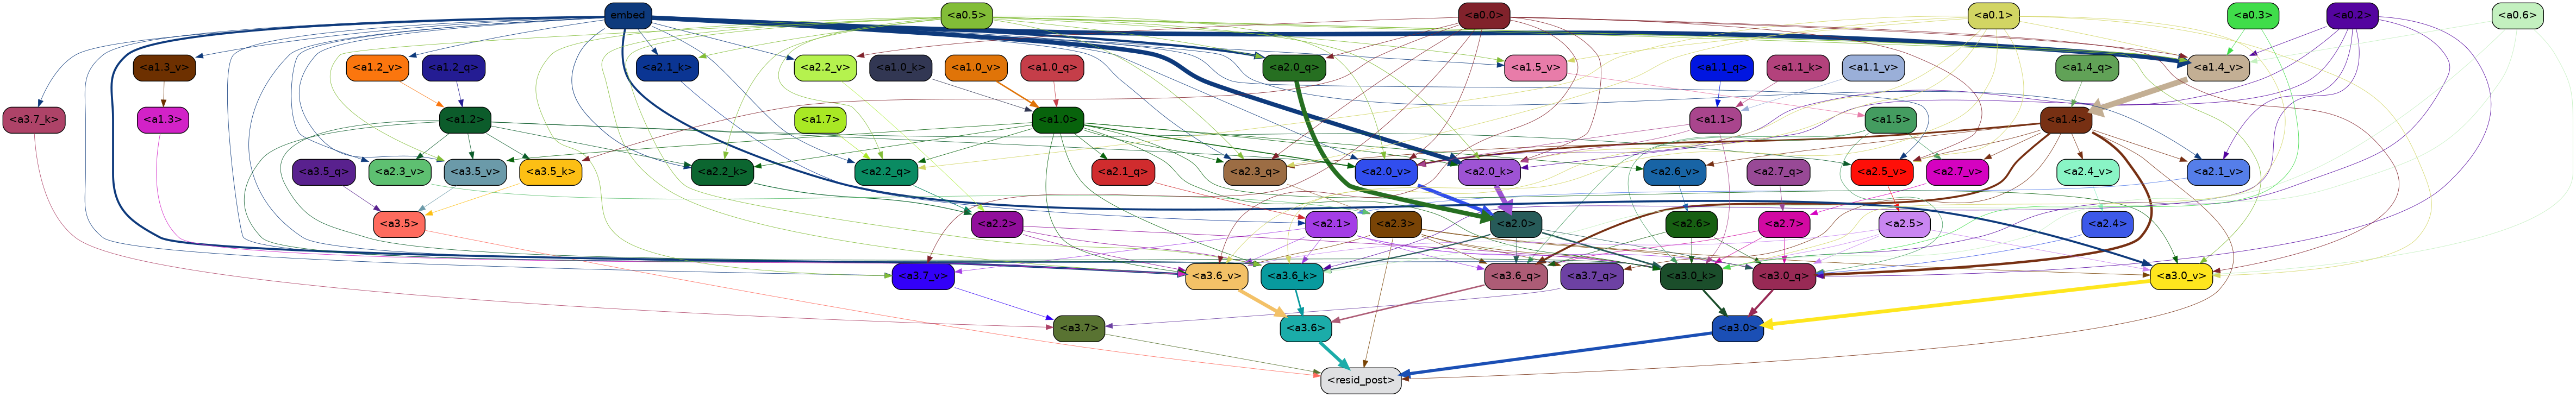 embed <a0.5> <a0.0> <a0.1> <a0.3> <a0.2> <a0.6>
<a1.3_v> <a1.2_v> <a1.2_q> <a2.1_k> <a2.2_v> <a1.0_k> <a1.0_v> <a1.0_q> <a2.0_q> <a1.5_v> <a1.1_q> <a1.1_k> <a1.1_v> <a1.4_q> <a1.4_v>
<a3.7_k> <a1.3> <a1.2> <a1.7> <a1.0> <a1.1> <a1.5> <a1.4>
<a3.5_q> <a2.3_v> <a3.5_v> <a3.5_k> <a2.2_k> <a2.2_q> <a2.1_q> <a2.3_q> <a2.0_v> <a2.0_k> <a2.6_v> <a2.7_q> <a2.5_v> <a2.7_v> <a2.4_v> <a2.1_v>
<a3.5> <a2.2> <a2.1> <a2.3> <a2.0> <a2.6> <a2.7> <a2.5> <a2.4>
<a3.7_v> <a3.6_v> <a3.6_k> <a3.6_q> <a3.7_q> <a3.0_k> <a3.0_q> <a3.0_v>
<a3.7> <a3.6> <a3.0>
<resid_post>